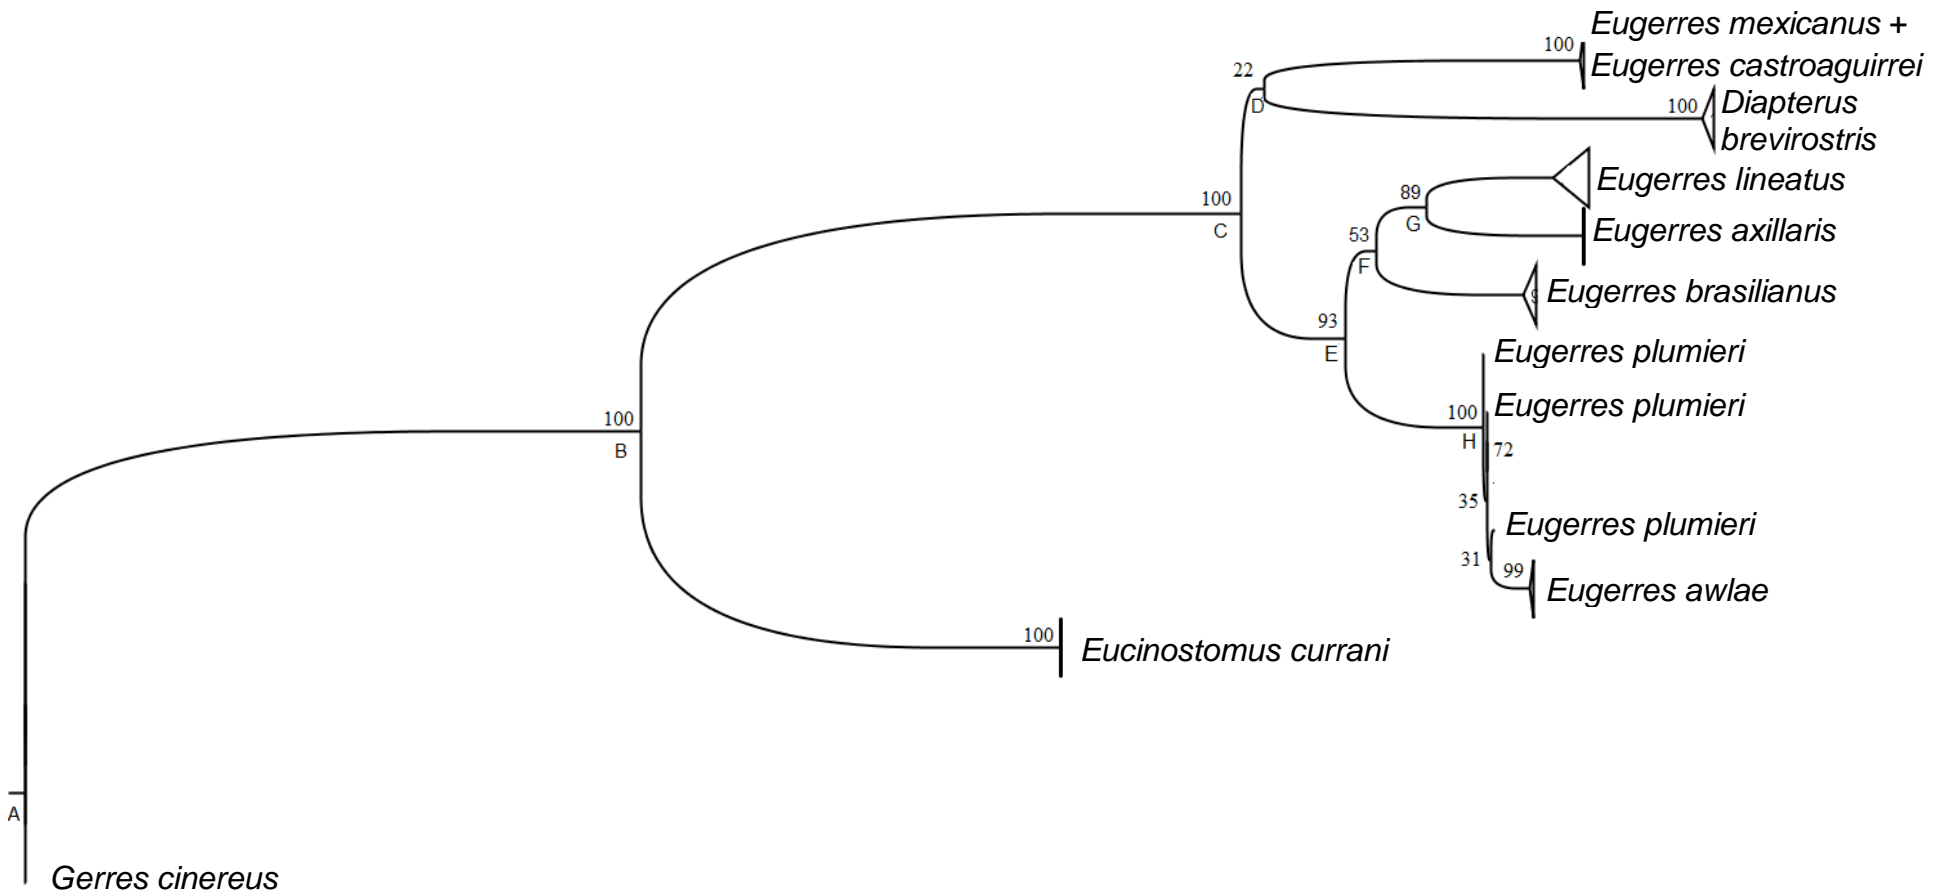 Eugerres mexicanus +
100
Eugerres castroaguirrei
22
D
100
Diapterus
brevirostris
89
Eugerres lineatus
G
100
C
53
Eugerres axillaris
F
Eugerres brasilianus
93
E
Eugerres plumieri
100
Eugerres plumieri
H
72
100
B
35
Eugerres plumieri
31
99
Eugerres awlae
100
Eucinostomus currani
A
Gerres cinereus